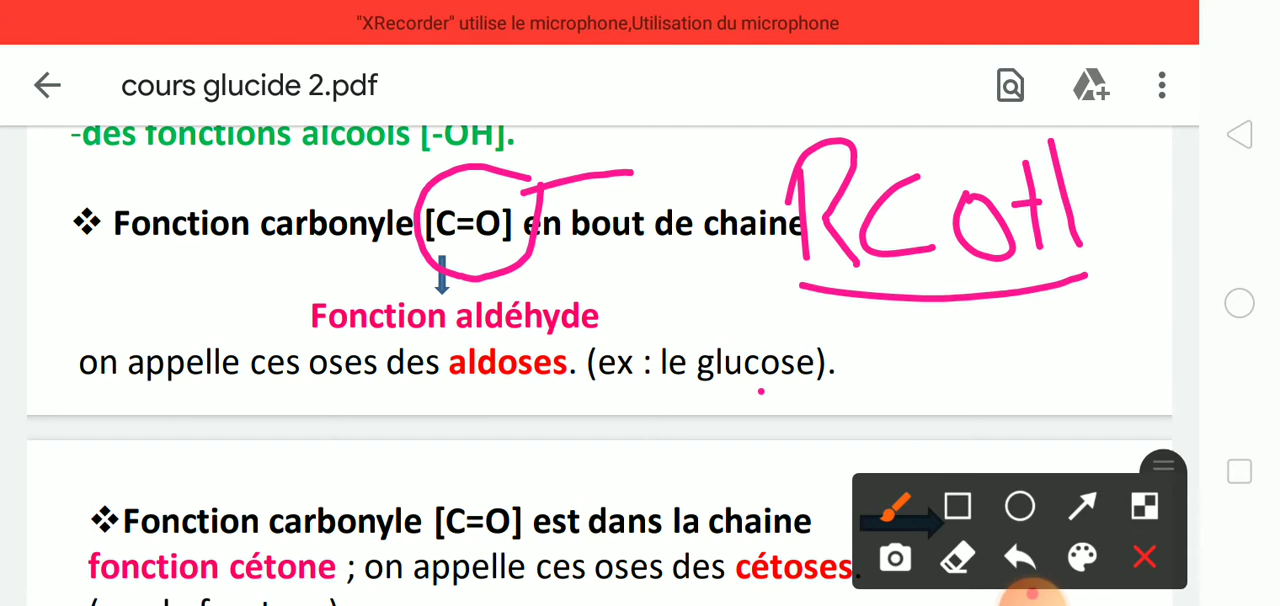 "XRecorder" utilise le microphone,Utilisation du microphone
cours glucide 2.pdf
-des fonctions alcools [-OH].
❖ Fonction carbonyle [C=O] en bout de chaine
RCOH
Fonction aldéhyde
on appelle ces oses des aldoses. (ex : le glucose).
❖Fonction carbonyle [C=O] est dans la chaine
fonction cétone ; on appelle ces oses des cétoses.